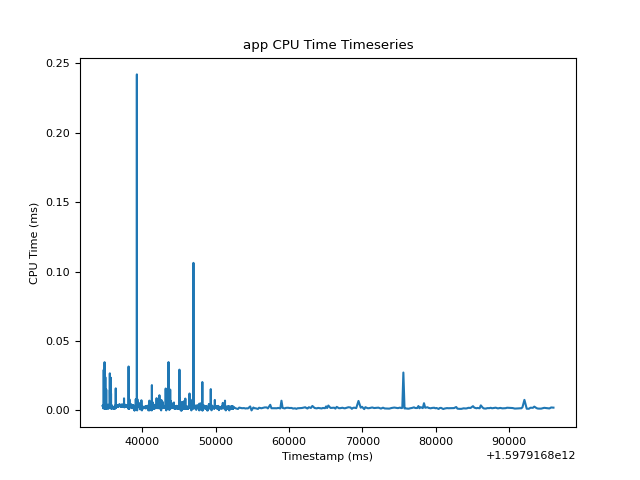 app CPU Time Timeseries
0.25
0.20
0.15
0.10
0.05
0.00
CPU Time (ms)
40000 50000 60000 70000 80000 90000
Timestamp (ms)
+1.5979168e12